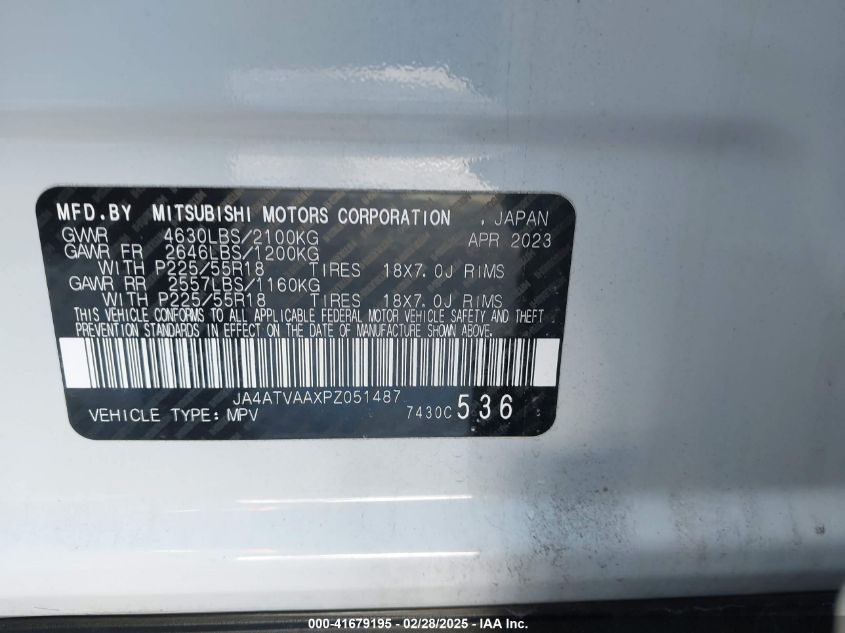 MFD.BY MITSUBISHI MOTORS CORPORATION , JAPAN
GVWR 4630LBS/2100KG APR 2023
GAWR FR 2646LBS/1200KG
WITH P225/55R18 TIRES 18X7.0J RIMS
GAWR RR 2557LBS/1160KG
WITH P225/55R18 TIRES 18X7.0J RIMS
THIS VEHICLE CONFORMS TO ALL APPLICABLE FEDERAL MOTOR VEHICLE SAFETY AND THEFT
PREVENTION STANDARDS IN EFFECT ON THE DATE OF MANUFACTURE SHOWN ABOVE.
JA4ATVAAXPZ051487
VEHICLE TYPE: MPV 7430C 536
000-41679195 - 02/28/2025 - IAA Inc.